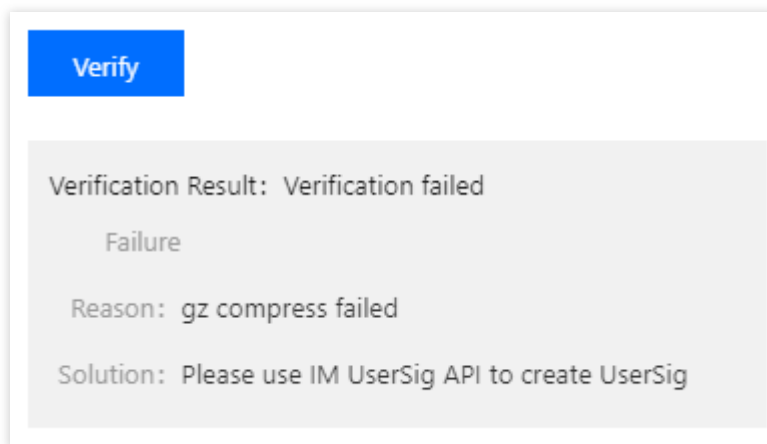 Verify
Verification Result: Verification failed
Failure
Reason: gz compress failed
Solution: Please use IM UserSig API to create UserSig